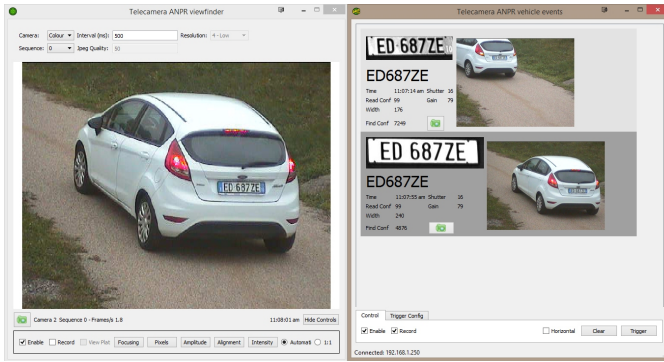 Telecamera ANPR viewfinder
Camera: Colour Interval (ms): 500 Resolution: 4 - Low
Sequence: 0 Jpeg Quality: 50
ED 687ZE
Camera 2 Sequence 0 - Frames/s 1.8 11:08:01 am Hide Controls
Enable Record View Plat Focusing Pixels Amplitude Alignment Intensity Automati 1:1
Telecamera ANPR vehicle events
ED 687ZE
ED687ZE
Time 11:07:14 am Shutter 16
Read Conf 99 Gain 79
Width 176
Find Conf 7249
ED 687ZE
ED687ZE
Time 11:07:55 am Shutter 16
Read Conf 99 Gain 79
Width 240
Find Conf 4876
Control Trigger Config
Enable Record Horizontal Clear Trigger
Connected: 192.168.1.250